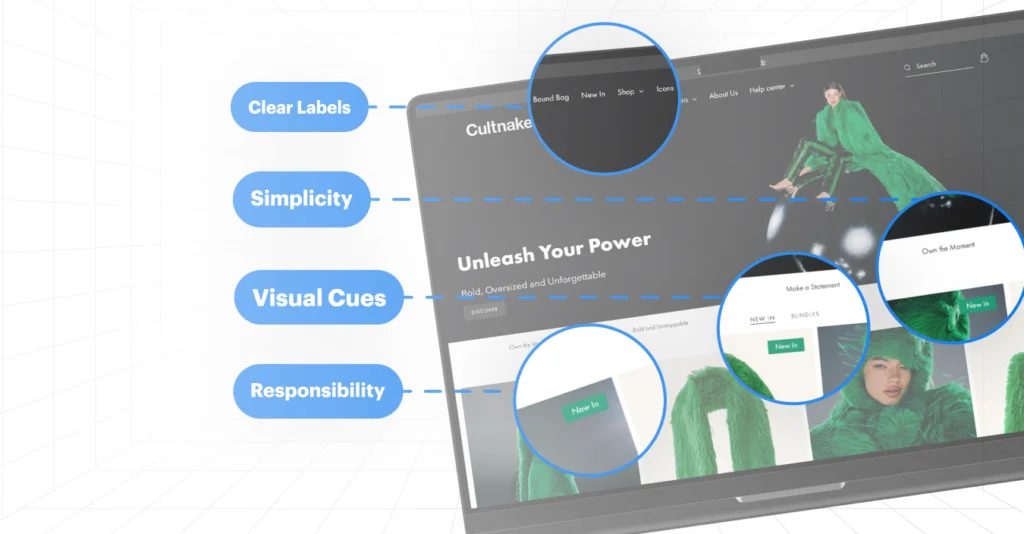 Clear Labels
Simplicity
Visual Cues
Responsibility
Cultnake
Bound Bag New In Shop Icons
About Us Help center
Search
Unleash Your Power
Bold, Oversized and Unforgettable
DISCOVER
Own the
Bold and Unstoppable
Make a Statement
Own the Moment
NEW IN BUNDLES
New In
New In
New In